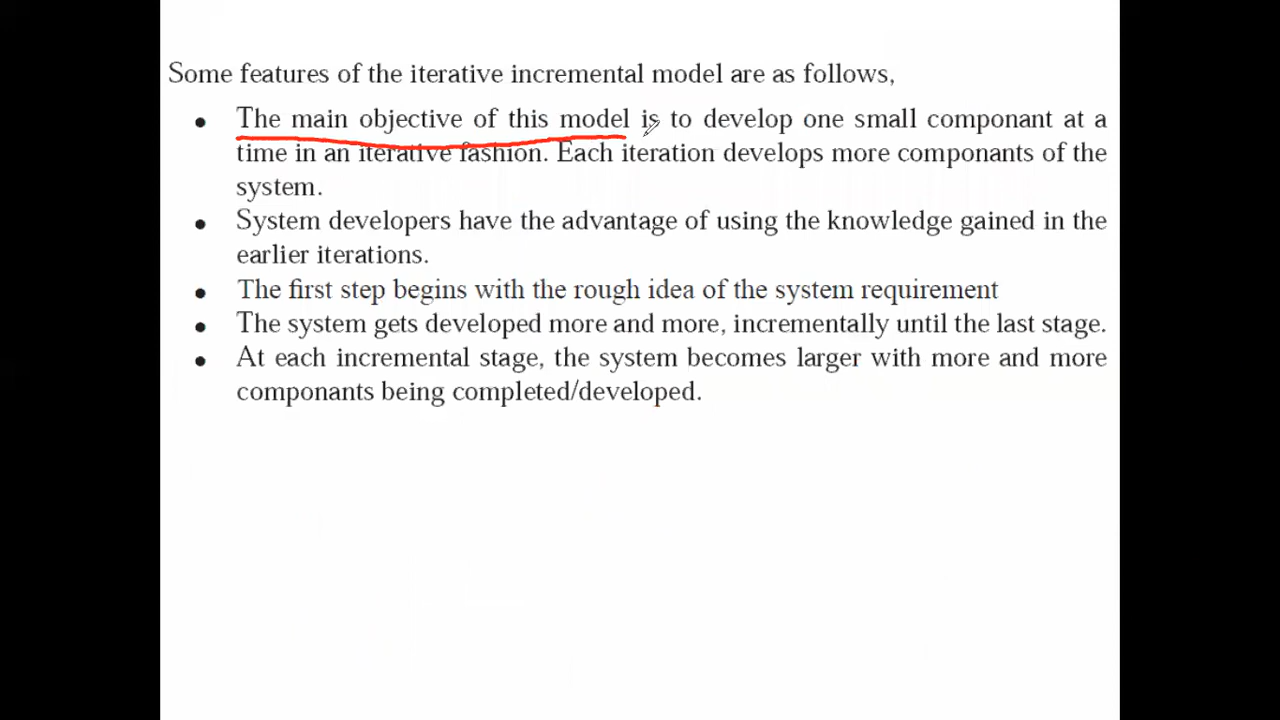 Some features of the iterative incremental model are as follows,
• The main objective of this model is to develop one small componant at a
time in an iterative fashion. Each iteration develops more components of the
system.
• System developers have the advantage of using the knowledge gained in the
earlier iterations.
• The first step begins with the rough idea of the system requirement
• The system gets developed more and more, incrementally until the last stage.
• At each incremental stage, the system becomes larger with more and more
componants being completed/developed.